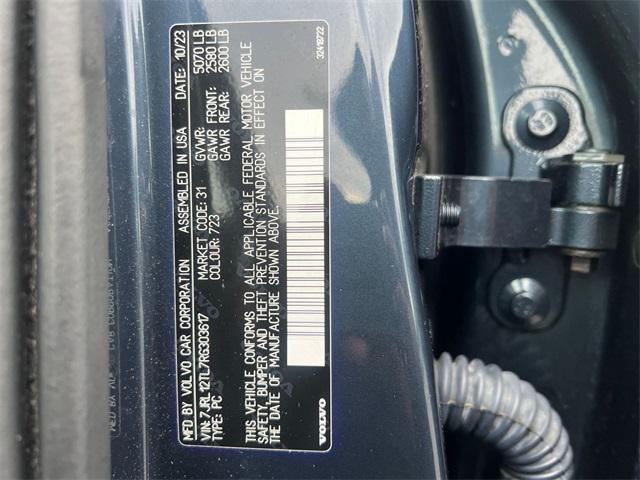 MFD BY VOLVO CAR CORPORATION ASSEMBLED IN USA DATE: 10/23
VIN: 7JRL12TL7RG303617 MARKET CODE: 31 GVWR: 5070 LB
TYPE: PC COLOUR: 723 GAWR FRONT: 2580 LB
GAWR REAR: 2600 LB
THIS VEHICLE CONFORMS TO ALL APPLICABLE FEDERAL MOTOR VEHICLE
SAFETY, BUMPER AND THEFT PREVENTION STANDARDS IN EFFECT ON
THE DATE OF MANUFACTURE SHOWN ABOVE.
VOLVO 32418722